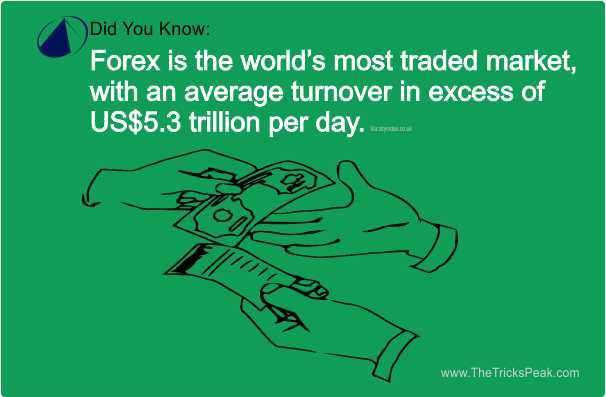 Did You Know:
Forex is the world's most traded market,
with an average turnover in excess of
US$5.3 trillion per day.
www.TheTricksPeak.com